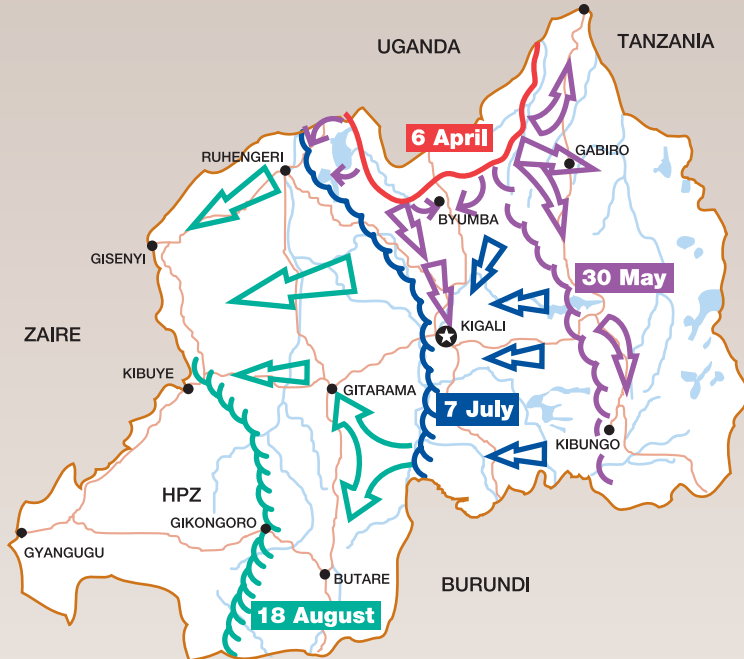 UGANDA
TANZANIA
6 April
RUHENGERI
GABIRO
BYUMBA
GISENYI
30 May
ZAIRE
KIGALI
KIBUYE
GITARAMA
7 July
KIBUNGO
HPZ
GIKONGORO
GYANGUGU
BUTARE
BURUNDI
18 August